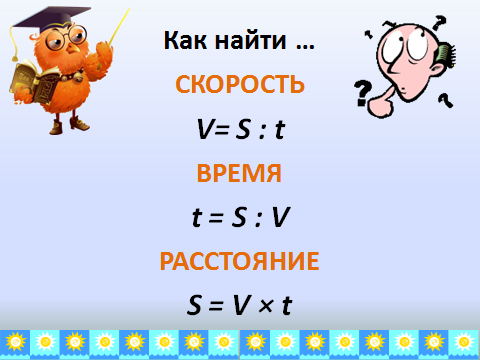 Как найти ...
СКОРОСТЬ
V= S : t
ВРЕМЯ
t = S : V
РАССТОЯНИЕ
S = V × t